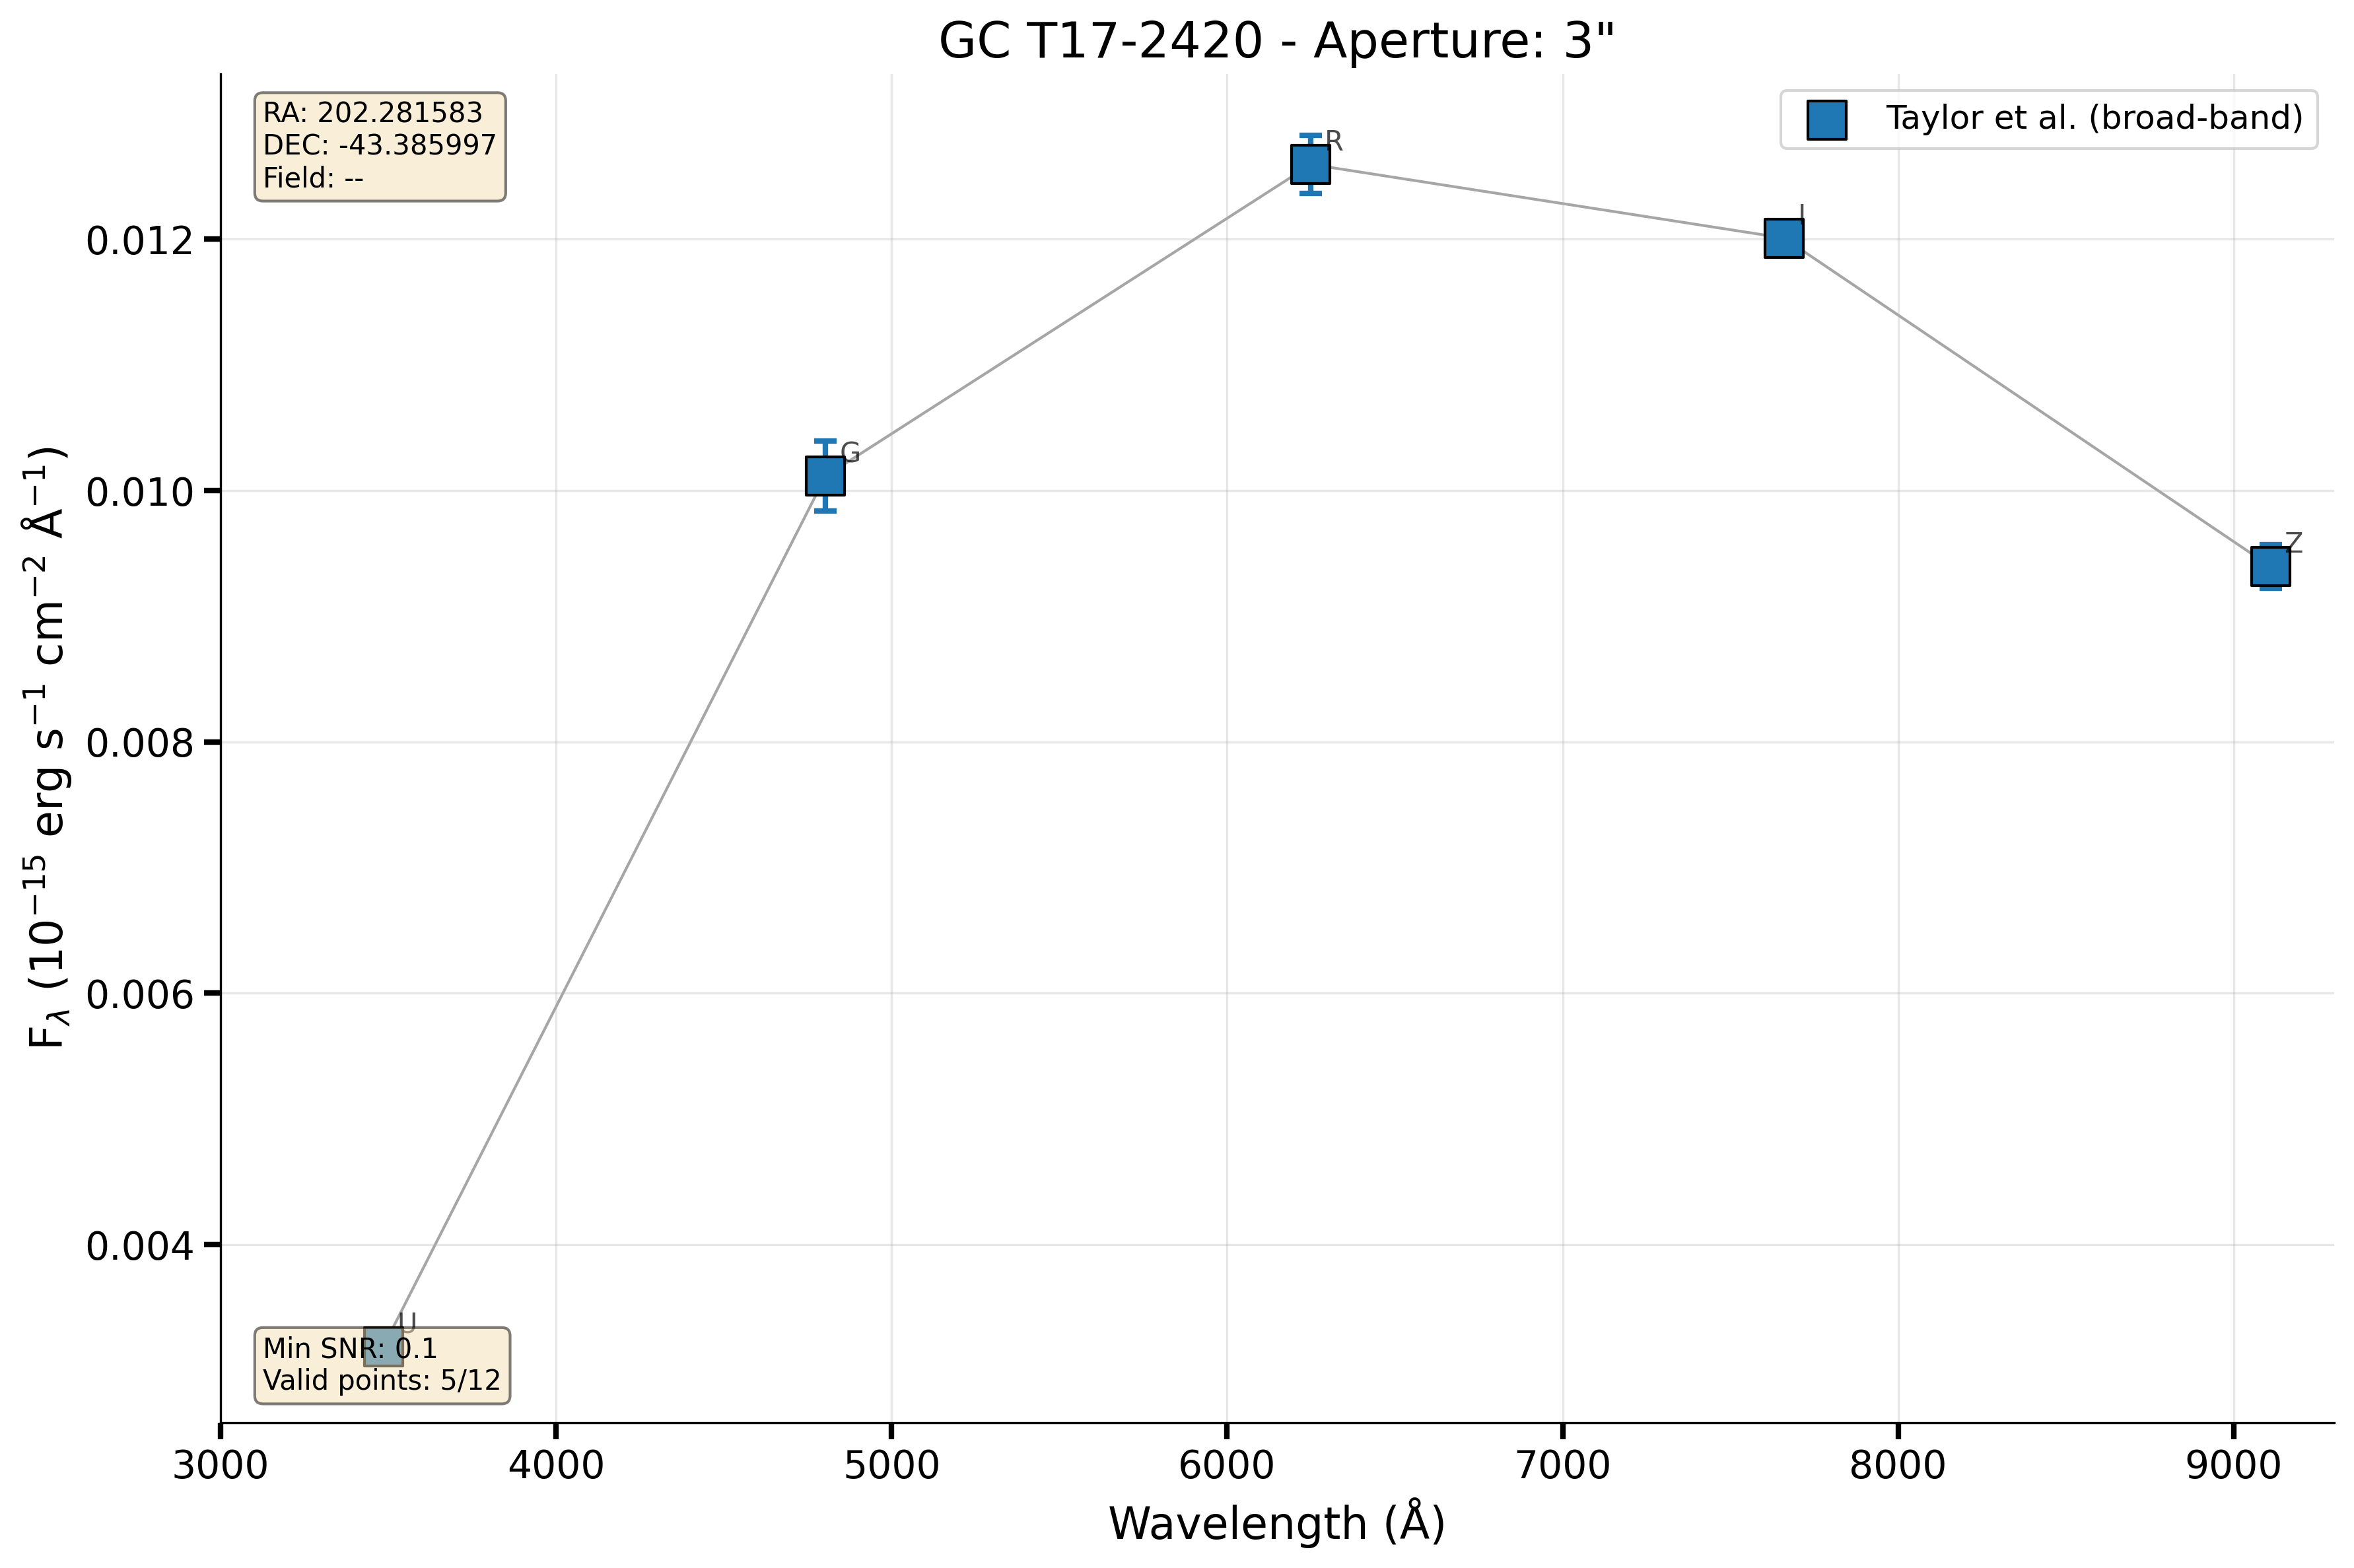 GC T17-2420 - Aperture: 3"
RA: 202.281583
DEC: -43.385997
Field: --
Taylor et al. (broad-band)
R
I
G
Z
U
0.012
0.010
0.008
0.006
0.004
F_λ (10⁻¹⁵ erg s⁻¹ cm⁻² Å⁻¹)
Min SNR: 0.1
Valid points: 5/12
3000 4000 5000 6000 7000 8000 9000
Wavelength (Å)